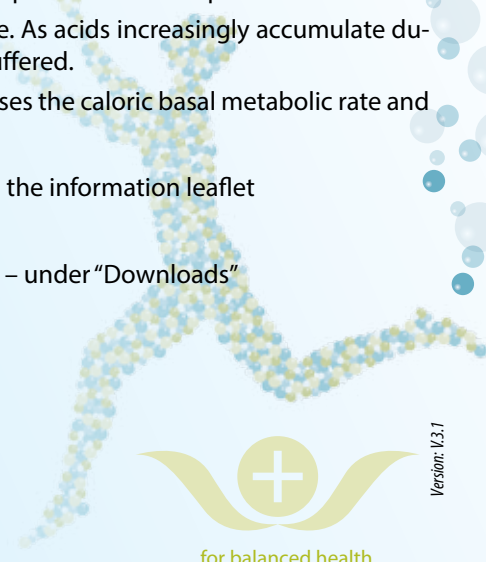 e. As acids increasingly accumulate du-
uffered.
ses the caloric basal metabolic rate and
the information leaflet
– under “Downloads”
Version: V.3.1
for balanced health